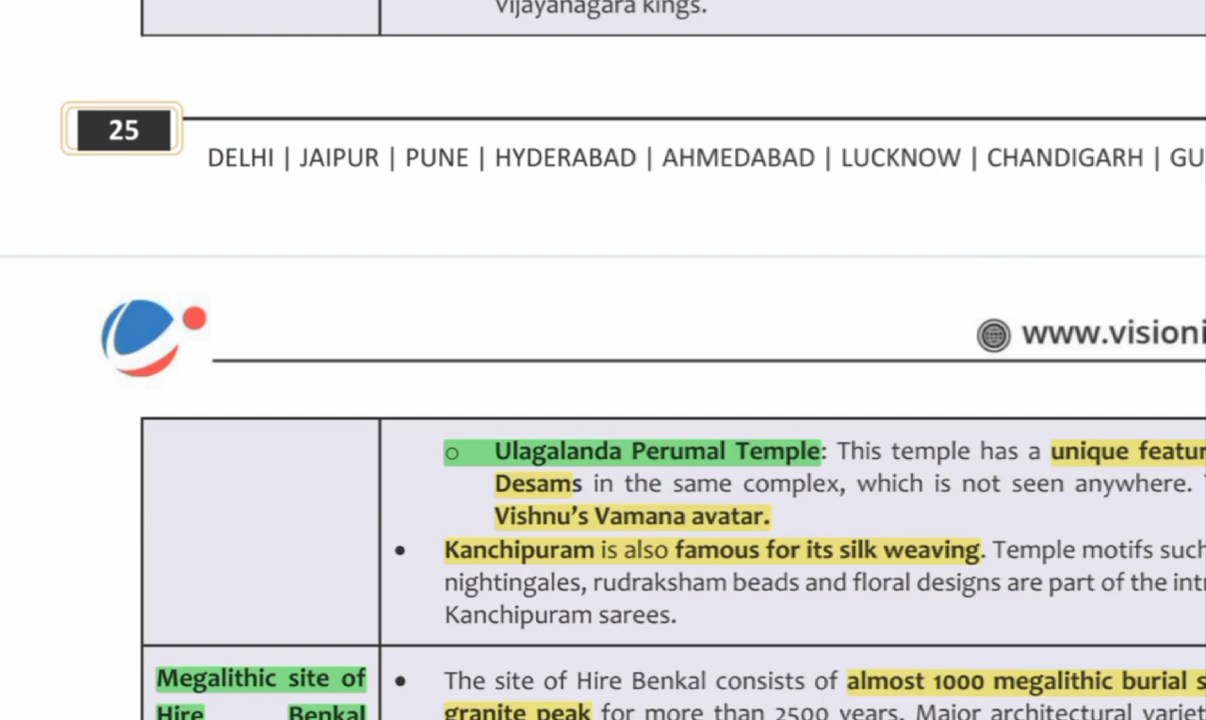 Vijayanagara kings.
25
DELHI | JAIPUR | PUNE | HYDERABAD | AHMEDABAD | LUCKNOW | CHANDIGARH | GU
www.visioni
o Ulagalanda Perumal Temple: This temple has a unique featur
Desams in the same complex, which is not seen anywhere.
Vishnu’s Vamana avatar.
• Kanchipuram is also famous for its silk weaving. Temple motifs such
nightingales, rudraksham beads and floral designs are part of the intr
Kanchipuram sarees.
Megalithic site of • The site of Hire Benkal consists of almost 1000 megalithic burial s
Hire Benkal granite peak for more than 2500 years. Major architectural variet